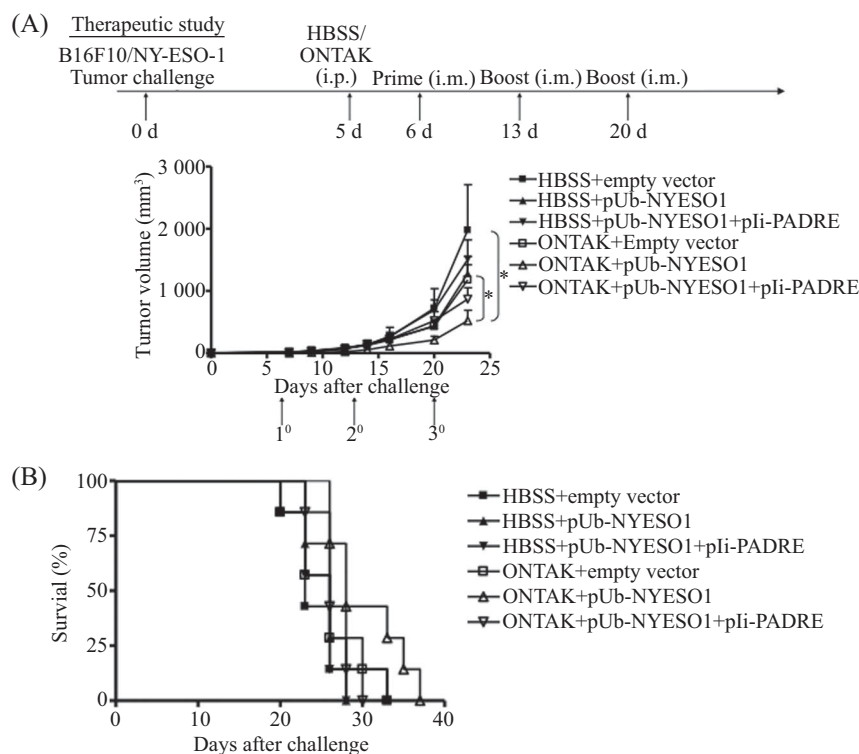 (A)
Therapeutic study
B16F10/NY-ESO-1
Tumor challenge
HBSS/
ONTAK
(i.p.)
Prime (i.m.)
Boost (i.m.)
Boost (i.m.)
0 d
5 d
6 d
13 d
20 d
3 000
2 000
1 000
0
Turnor volume (mm³)
0
5
10
15
20
25
Days after challenge
1⁰
2⁰
3⁰
*
*
HBSS+empty vector
HBSS+pUb-NYESO1
HBSS+pUb-NYESO1+pIi-PADRE
ONTAK+Empty vector
ONTAK+pUb-NYESO1
ONTAK+pUb-NYESO1+pIi-PADRE
(B)
100
75
50
25
0
Survial (%)
0
20
30
40
Days after challenge
HBSS+empty vector
HBSS+pUb-NYESO1
HBSS+pUb-NYESO1+pIi-PADRE
ONTAK+empty vector
ONTAK+pUb-NYESO1
ONTAK+pUb-NYESO1+pIi-PADRE